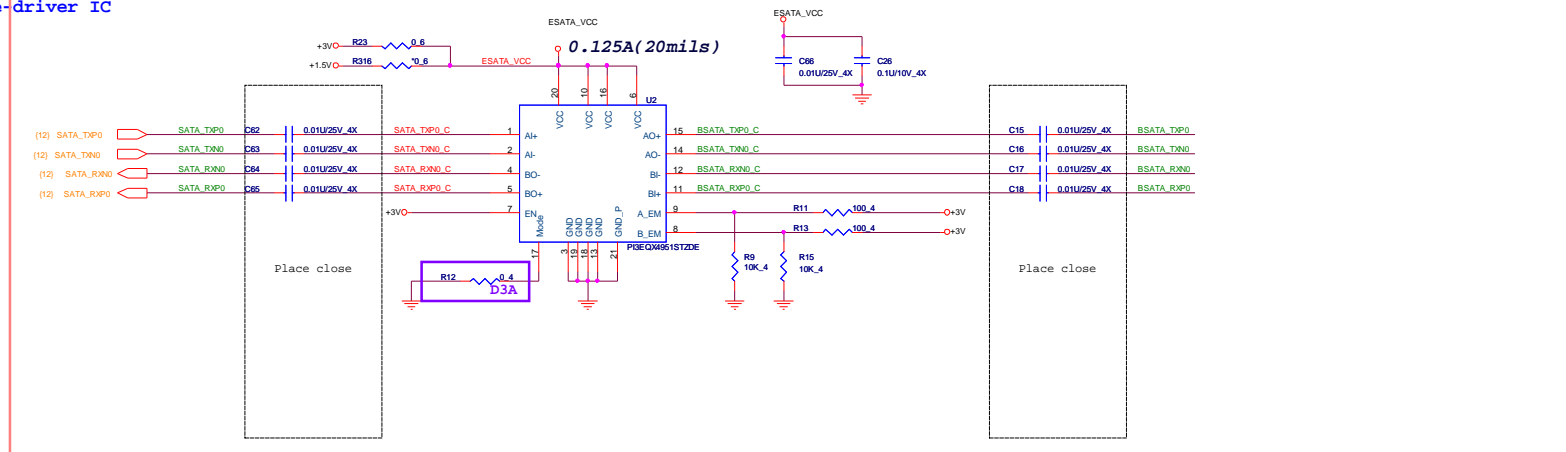 e-driver IC
ESATA_VCC
ESATA_VCC
0.125A(20mils)
+3V R23 0_6
+1.5V R316 *0_6
ESATA_VCC
C66
0.01U/25V_4X
C26
0.1U/10V_4X
U2
20 10 16 6
VCC VCC VCC VCC
(12) SATA_TXP0 SATA_TXP0 C62 0.01U/25V_4X SATA_TXP0_C 1 AI+ AO+ 15 BSATA_TXP0_C C15 0.01U/25V_4X BSATA_TXP0
(12) SATA_TXN0 SATA_TXN0 C63 0.01U/25V_4X SATA_TXN0_C 2 AI- AO- 14 BSATA_TXN0_C C16 0.01U/25V_4X BSATA_TXN0
(12) SATA_RXN0 SATA_RXN0 C64 0.01U/25V_4X SATA_RXN0_C 4 BO- BI- 12 BSATA_RXN0_C C17 0.01U/25V_4X BSATA_RXN0
(12) SATA_RXP0 SATA_RXP0 C65 0.01U/25V_4X SATA_RXP0_C 5 BO+ BI+ 11 BSATA_RXP0_C C18 0.01U/25V_4X BSATA_RXP0
+3V 7 EN A_EM 9 R11 100_4 +3V
B_EM 8 R13 100_4 +3V
Mode GND GND GND GND GND_P
PI3EQX4951STZDE
17 3 19 18 13 21
R9
10K_4
R15
10K_4
Place close
Place close
R12 0_4
D3A